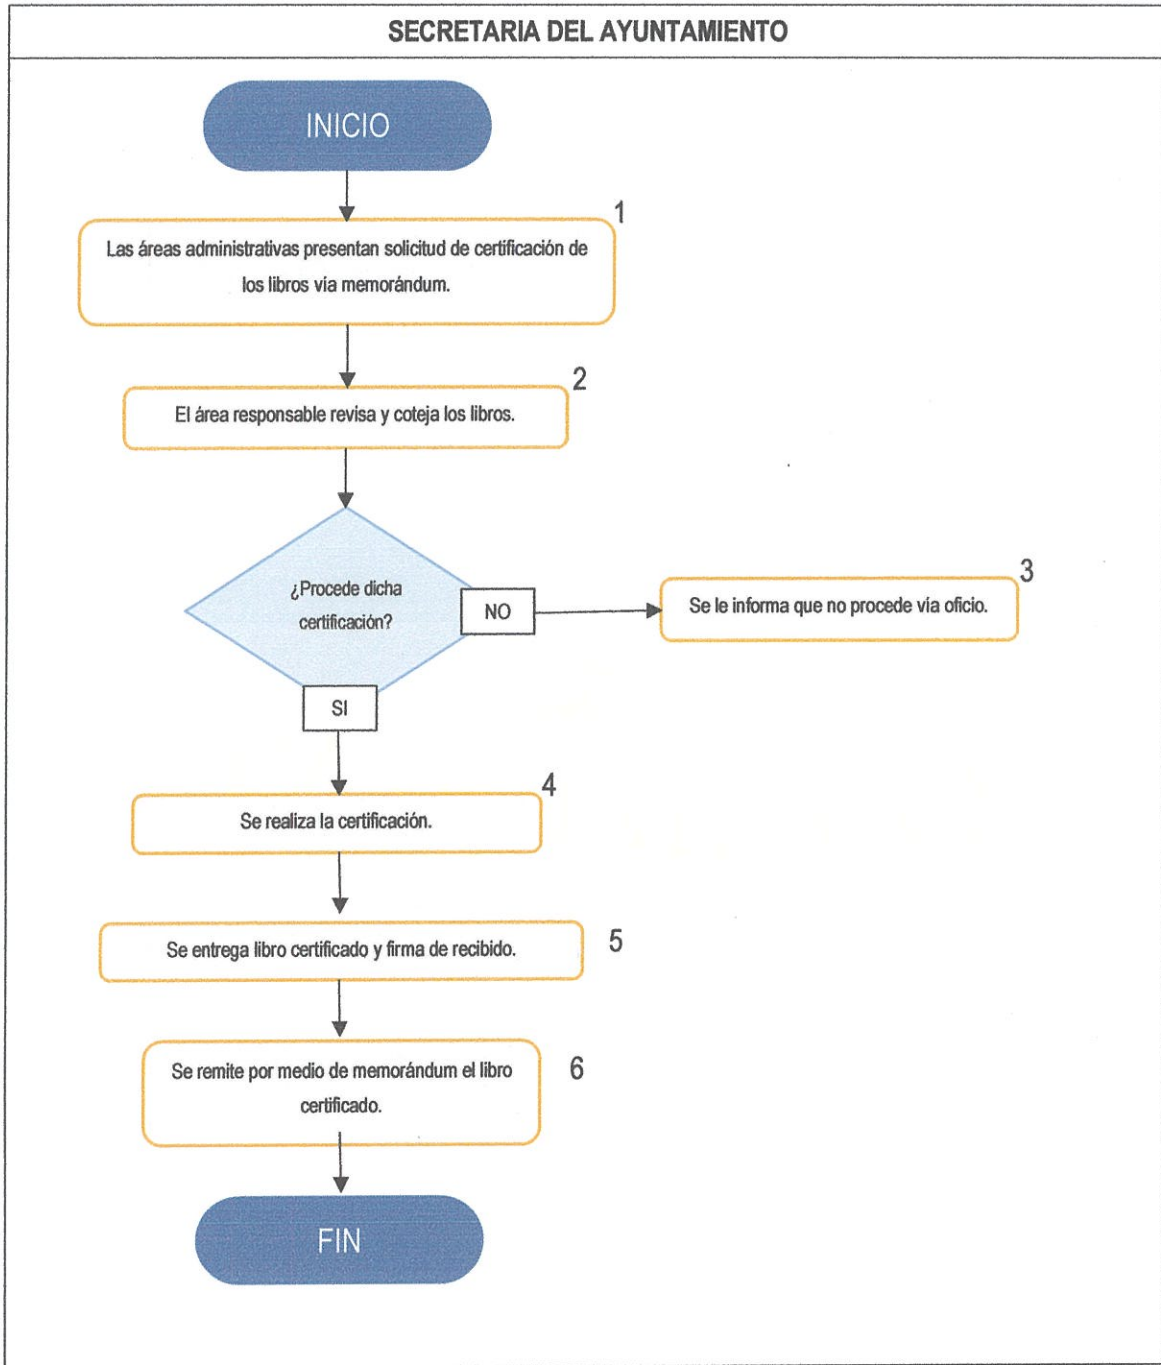 SECRETARIA DEL AYUNTAMIENTO
INICIO
1
Las áreas administrativas presentan solicitud de certificación de
los libros vía memorándum.
2
El área responsable revisa y coteja los libros.
¿Procede dicha
certificación?
NO
3
Se le informa que no procede vía oficio.
SI
4
Se realiza la certificación.
5
Se entrega libro certificado y firma de recibido.
6
Se remite por medio de memorándum el libro
certificado.
FIN